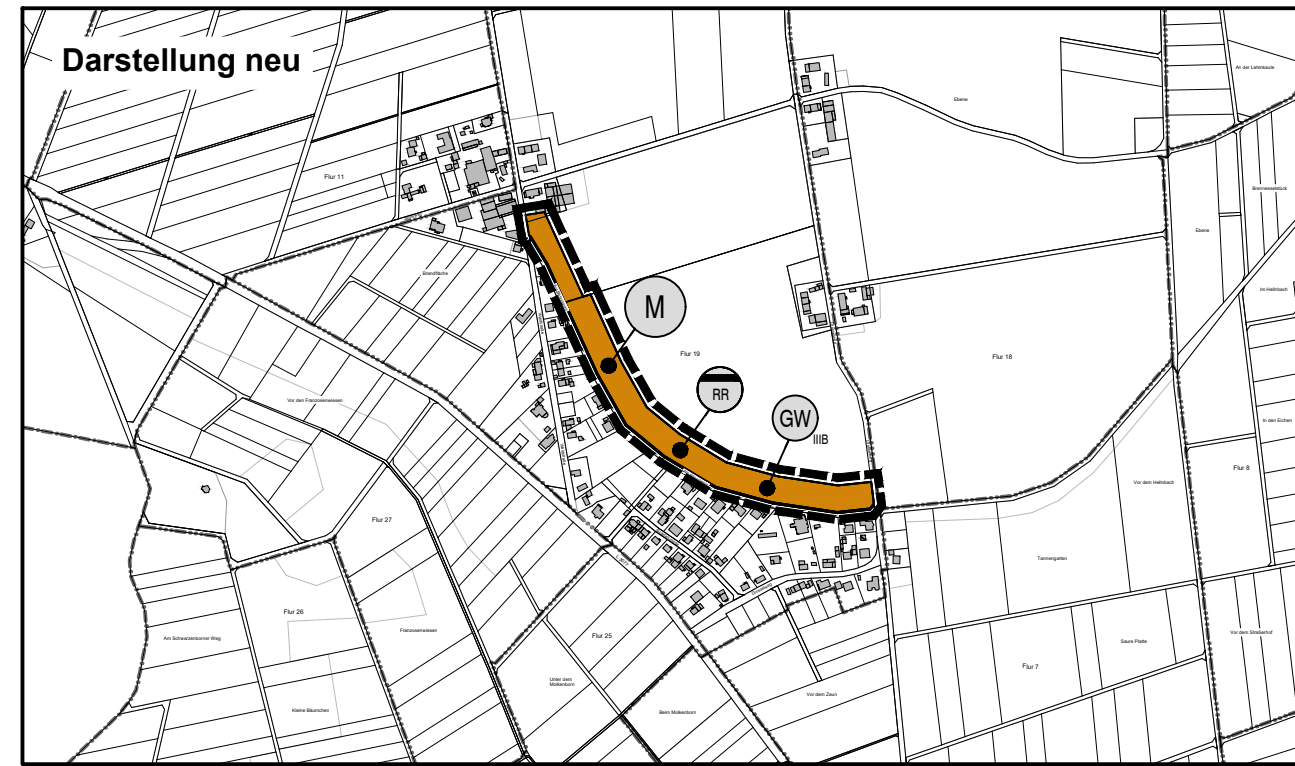 Darstellung neu
An der Lehmkaule
Ebene
Flur 11
Brennesselstück
Ebene
Brandfläche
Im Hellnbach
M
Flur 19
Flur 18
Vor den Franzosenwiesen
RR
GW
IIIB
In den Eichen
Flur 8
Vor dem Hellnbach
Flur 27
Tannengarten
Flur 26
Franzosenwiesen
Am Schwarzenborner Weg
Flur 25
Saure Platte
Vor dem Straßerhof
Flur 7
Unter dem
Molkenborn
Vor dem Zaun
Kleine Bäumchen
Beim Molkenborn